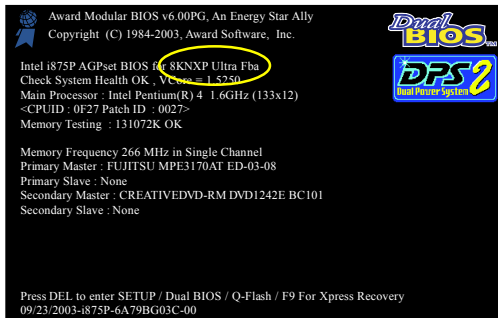 Award Modular BIOS v6.00PG, An Energy Star Ally
Copyright (C) 1984-2003, Award Software, Inc.
Dual
BIOS
TM
DPS2
Dual Power System
Intel i875P AGPset BIOS for 8KNXP Ultra Fba
Check System Health OK , VCore = 1.5250
Main Processor : Intel Pentium(R) 4 1.6GHz (133x12)
<CPUID : 0F27 Patch ID : 0027>
Memory Testing : 131072K OK
Memory Frequency 266 MHz in Single Channel
Primary Master : FUJITSU MPE3170AT ED-03-08
Primary Slave : None
Secondary Master : CREATIVEDVD-RM DVD1242E BC101
Secondary Slave : None
Press DEL to enter SETUP / Dual BIOS / Q-Flash / F9 For Xpress Recovery
09/23/2003-i875P-6A79BG03C-00